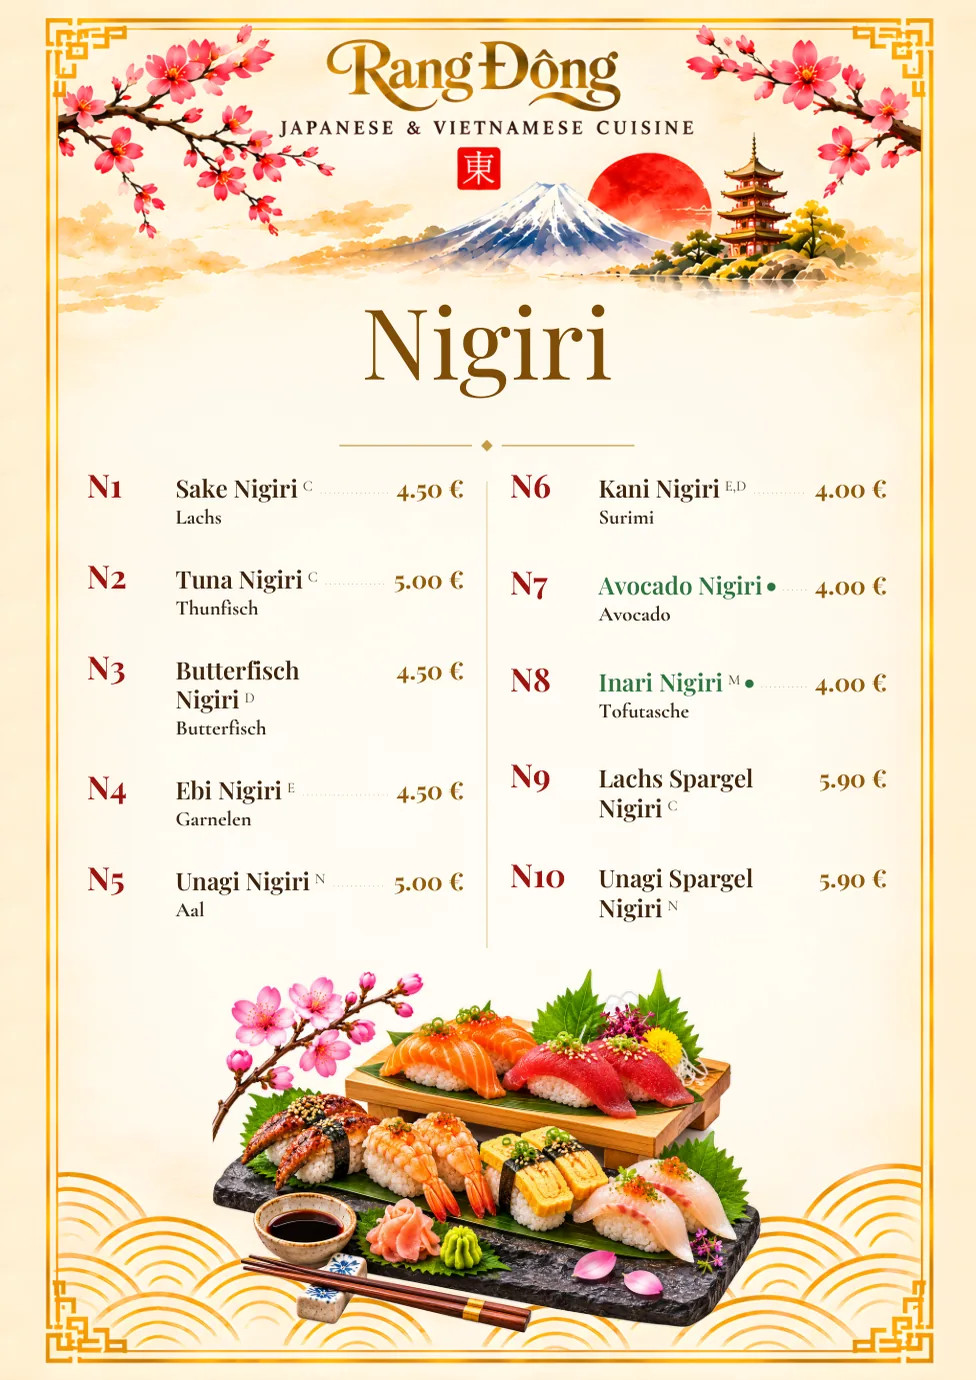 Rang Đông
JAPANESE & VIETNAMESE CUISINE
東
Nigiri
N1 Sake Nigiri C 4.50 €
Lachs
N2 Tuna Nigiri C 5.00 €
Thunfisch
N3 Butterfisch 4.50 €
Nigiri D
Butterfisch
N4 Ebi Nigiri E 4.50 €
Garnelen
N5 Unagi Nigiri N 5.00 €
Aal
N6 Kani Nigiri E,D 4.00 €
Surimi
N7 Avocado Nigiri • 4.00 €
Avocado
N8 Inari Nigiri M • 4.00 €
Tofutasche
N9 Lachs Spargel 5.90 €
Nigiri C
N10 Unagi Spargel 5.90 €
Nigiri N